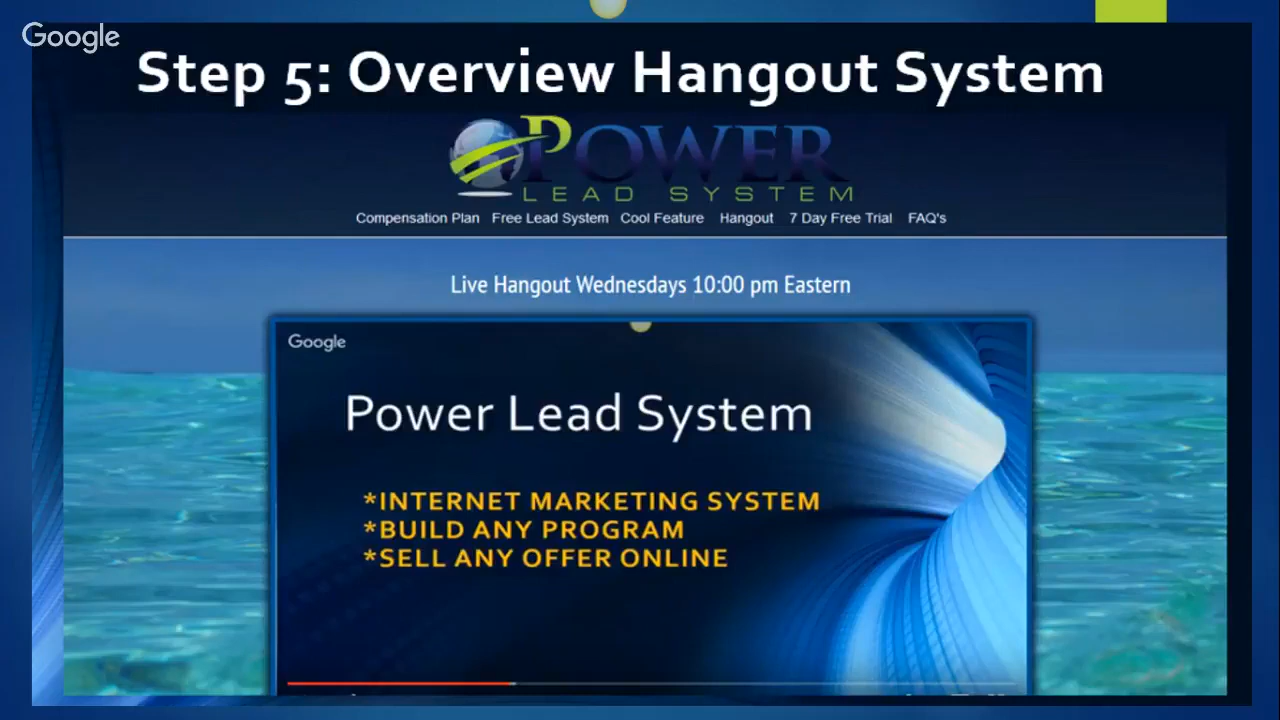 Google
Step 5: Overview Hangout System
POWER
LEAD SYSTEM
Compensation Plan Free Lead System Cool Feature Hangout 7 Day Free Trial FAQ's
Live Hangout Wednesdays 10:00 pm Eastern
Google
Power Lead System
*INTERNET MARKETING SYSTEM
*BUILD ANY PROGRAM
*SELL ANY OFFER ONLINE